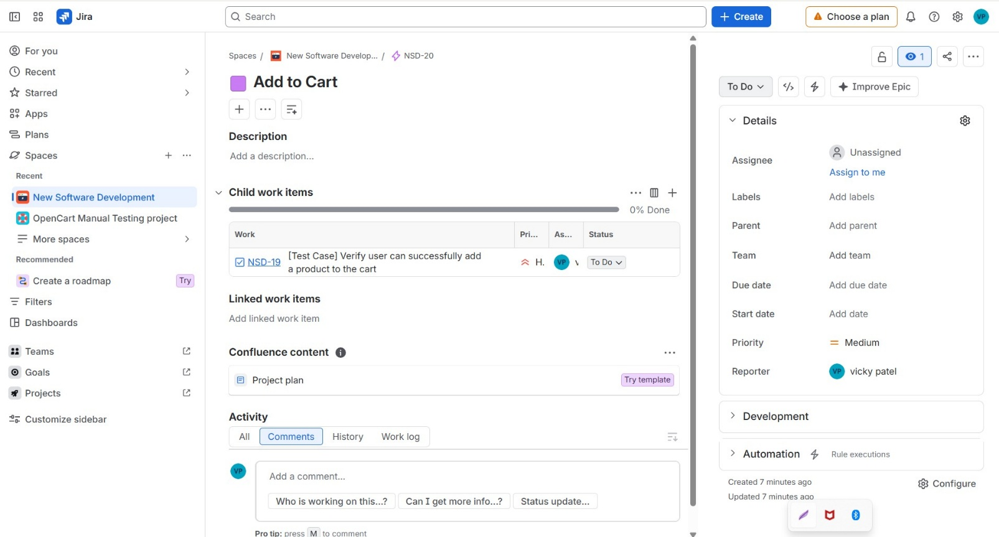 Jira
Search
Create
Choose a plan
VP
For you
Recent
Starred
Apps
Plans
Spaces
Recent
New Software Development
OpenCart Manual Testing project
More spaces
Recommended
Create a roadmap
Try
Filters
Dashboards
Teams
Goals
Projects
Customize sidebar
Spaces / New Software Develop... / NSD-20
Add to Cart
Description
Add a description...
Child work items
0% Done
Work Pri... As... Status
NSD-19 [Test Case] Verify user can successfully add
a product to the cart
H. VP To Do
Linked work items
Add linked work item
Confluence content
Project plan Try template
Activity
All Comments History Work log
VP
Add a comment...
Who is working on this...? Can I get more info...? Status update...
Pro tip: press M to comment
1
To Do </> Improve Epic
Details
Assignee Unassigned
Assign to me
Labels Add labels
Parent Add parent
Team Add team
Due date Add due date
Start date Add date
Priority Medium
Reporter VP vicky patel
Development
Automation Rule executions
Created 7 minutes ago
Configure
Updated 7 minutes ago